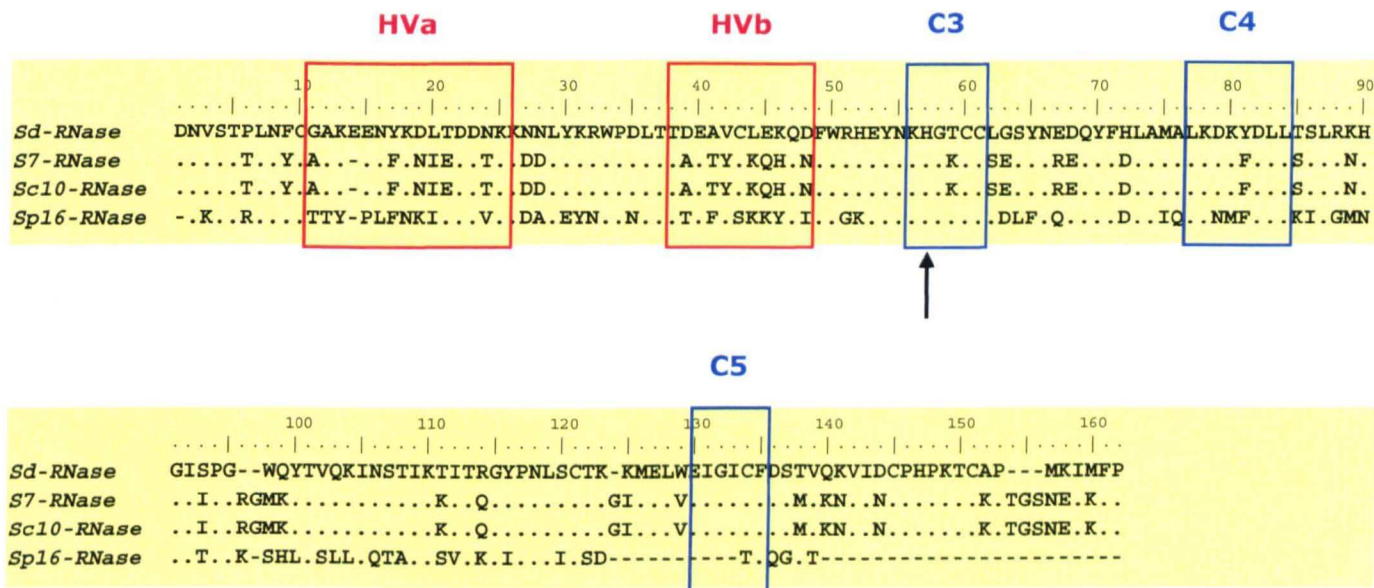 HVa HVb C3 C4
10 20 30 40 50 60 70 80 90
Sd-RNase DNVSTPLNFCGAKEENYKDLTDDNKKNNLYKRWPDLTTDEAVCLEKQDFWRHEYNKHGTCCLGSYNEDQYFHLAMALKDKYDLLTSLRKH
S7-RNase .....T..Y.A..-..F.NIE..T..DD..........A.TY.KQH.N..........K..SE...RE...D........F...S...N.
Sc10-RNase .....T..Y.A..-..F.NIE..T..DD..........A.TY.KQH.N..........K..SE...RE...D........F...S...N.
Sp16-RNase -.K..R....TTY-PLFNKI...V..DA.EYN..N...T.F.SKKY.I.GK...........DLF.Q....D..IQ..NMF...KI.GMN
C5
100 110 120 130 140 150 160
Sd-RNase GISPG--WQYTVQKINSTIKTITRGYPNLSCTK-KMELWEIGICFDSTVQKVIDCPHPKTCAP---MKIMFP
S7-RNase ..I..RGMK...........K..Q.........GI...V........M.KN..N.......K.TGSNE.K..
Sc10-RNase ..I..RGMK...........K..Q.........GI...V........M.KN..N.......K.TGSNE.K..
Sp16-RNase ..T..K-SHL.SLL.QTA..SV.K.I...I.SD----------T.QG.T-----------------------